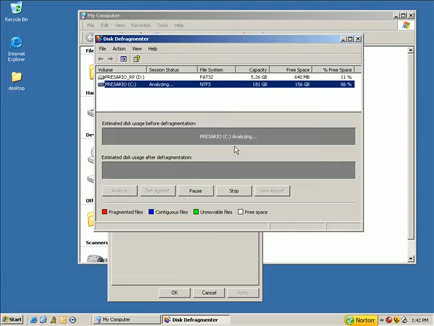 Recycle Bin
Internet
Explorer
desktop
My Computer
File Edit View Favorites Tools Help
Disk Defragmenter
File Action View Help
Volume Session Status File System Capacity Free Space % Free Space
PRESARIO_RP (D:) FAT32 5.26 GB 640 MB 11 %
PRESARIO (C:) Analyzing... NTFS 181 GB 156 GB 86 %
Estimated disk usage before defragmentation:
PRESARIO (C:) Analyzing...
Estimated disk usage after defragmentation:
Analyze Defragment Pause Stop View Report
Fragmented files Contiguous files Unmovable files Free space
Scanners
OK Cancel Apply
Start My Computer Disk Defragmenter Norton 1:42 PM